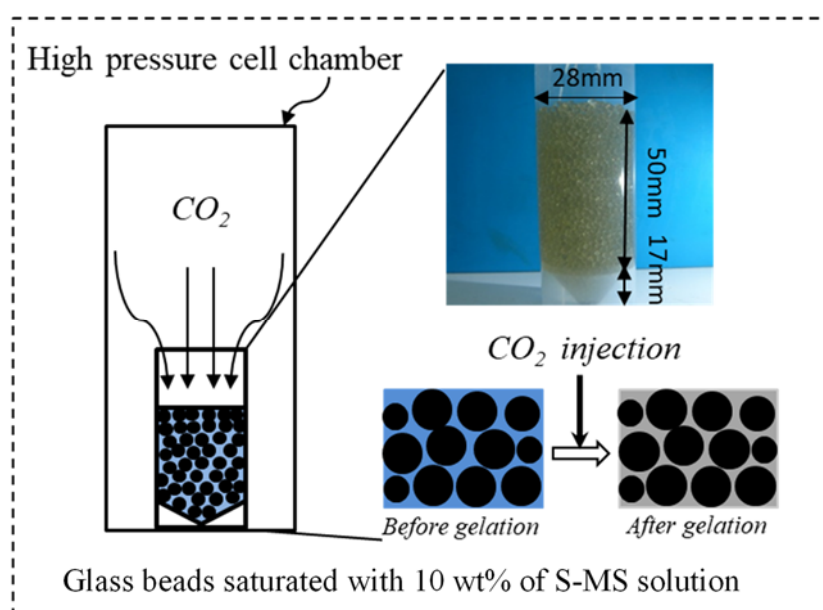 High pressure cell chamber
28mm
50mm
17mm
CO2
CO2 injection
Before gelation
After gelation
Glass beads saturated with 10 wt% of S-MS solution